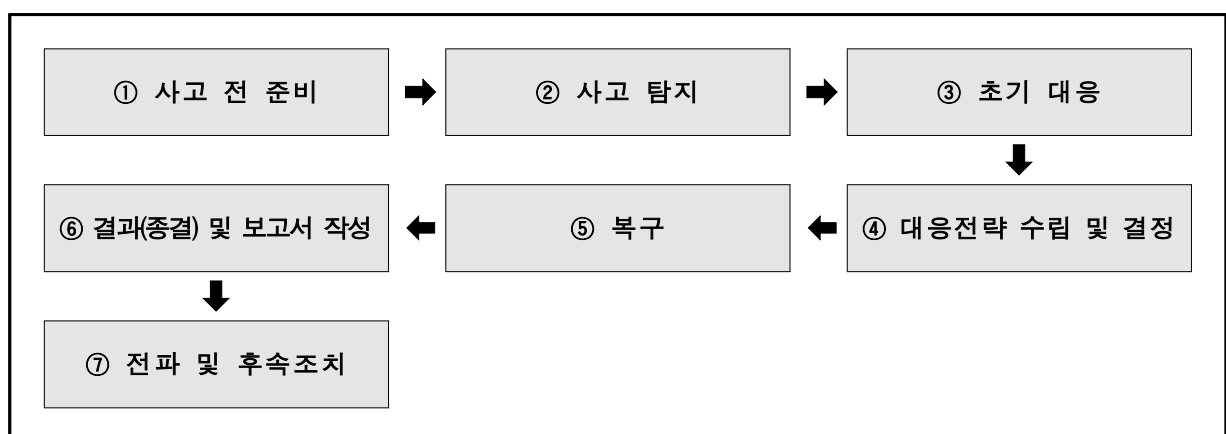 ① 사고 전 준비
② 사고 탐지
③ 초기 대응
④ 대응전략 수립 및 결정
⑤ 복구
⑥ 결과(종결) 및 보고서 작성
⑦ 전파 및 후속조치